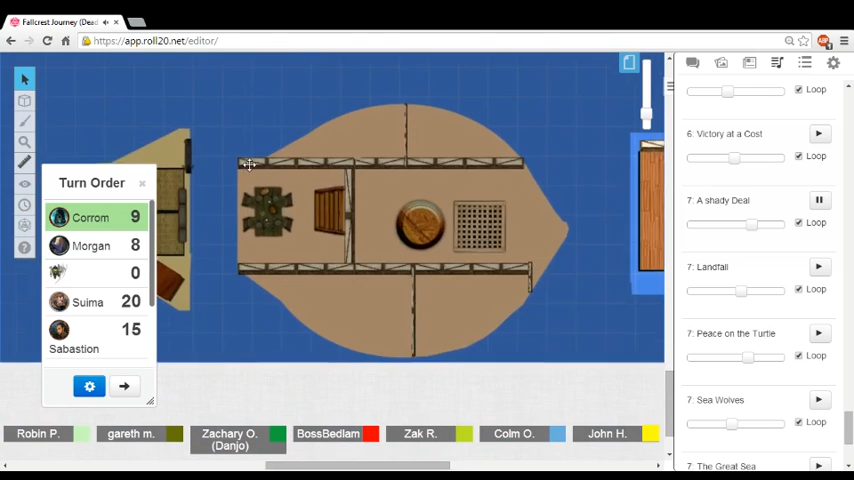 Fallcrest Journey (Dead
https://app.roll20.net/editor/
ABP
Loop
6: Victory at a Cost
Loop
7: A shady Deal
Loop
7: Landfall
Loop
7: Peace on the Turtle
Loop
7: Sea Wolves
Loop
7: The Great Sea
Turn Order
Corrom 9
Morgan 8
0
Suima 20
15
Sabastion
Robin P.
gareth m.
Zachary O.
(Danjo)
BossBedlam
Zak R.
Colm O.
John H.